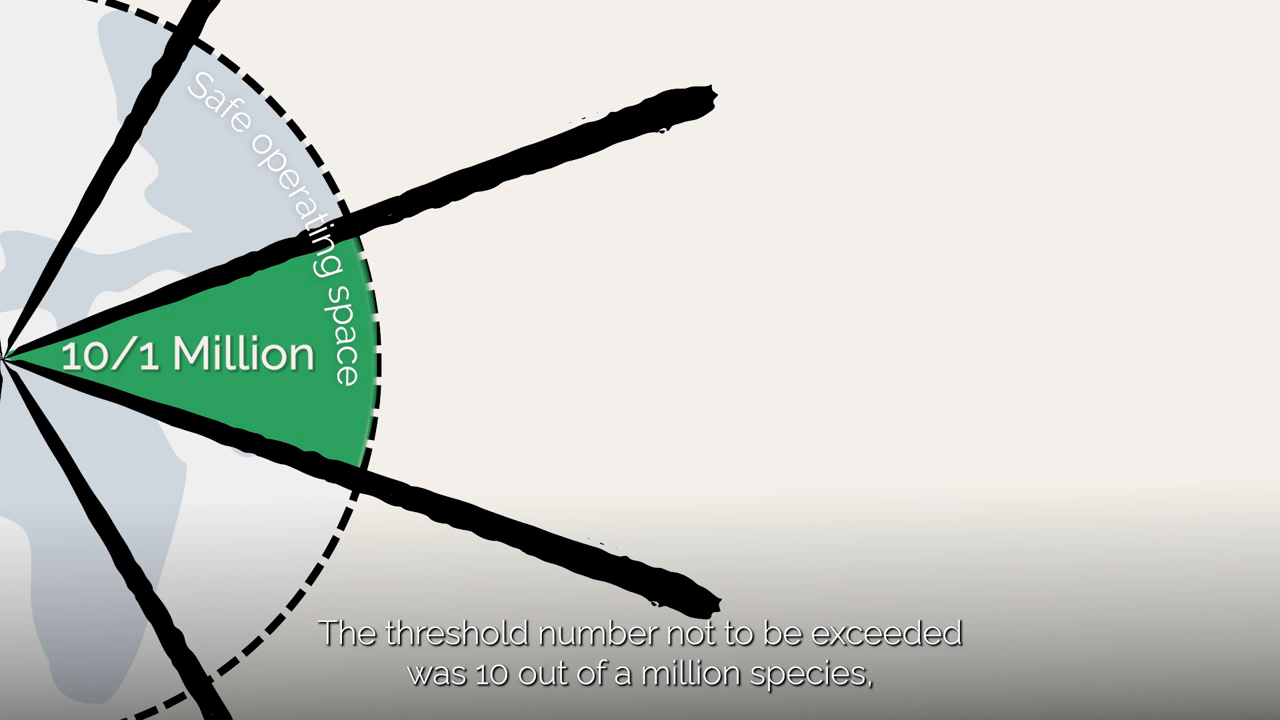 Safe operating space
10/1 Million
The threshold number not to be exceeded
was 10 out of a million species,